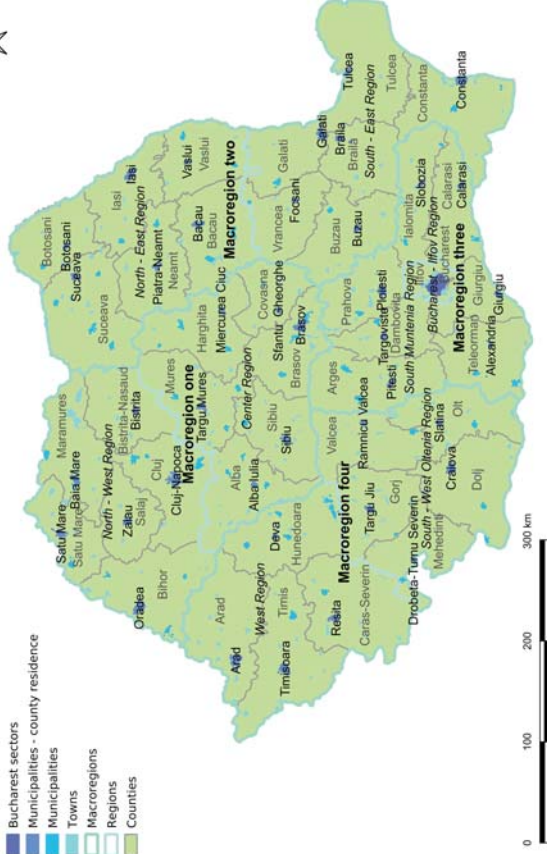 Bucharest sectors
Municipalities - county residence
Municipalities
Towns
Macroregions
Regions
Counties
Botosani
Botosani
Suceava
Suceava
Iasi
Iasi
North - East Region
Piatra-Neamt
Neamt
Vaslui
Vaslui
Bacau
Bacau
Macroregion two
Maramures
Satu Mare
Satu Mare
Baia Mare
North - West Region
Bistrita-Nasaud
Bistrita
Zalau
Salaj
Cluj
Cluj-Napoca
Oradea
Bihor
Macroregion one
Mures
Targu Mures
Harghita
Miercurea Ciuc
Center Region
Covasna
Sfantu Gheorghe
Brasov
Brasov
Sibiu
Sibiu
Alba
Alba Iulia
Arad
Arad
West Region
Timis
Timisoara
Deva
Hunedoara
Resita
Caras-Severin
Macroregion four
Valcea
Ramnicu Valcea
Targu Jiu
Gorj
Drobeta-Turnu Severin
South - West Oltenia Region
Mehedinti
Craiova
Slatina
Olt
Dolj
Arges
Pitesti
Prahova
Ploiesti
Targoviste
Dambovita
South Muntenia Region
Bucharest - Ilfov Region
Ilfov
Bucharest
Macroregion three
Teleorman
Giurgiu
Alexandria
Giurgiu
Ialomita
Slobozia
Calarasi
Calarasi
Vrancea
Focsani
Galati
Galati
Buzau
Buzau
Braila
Braila
South - East Region
Tulcea
Tulcea
Constanta
Constanta
0 100 200 300 km